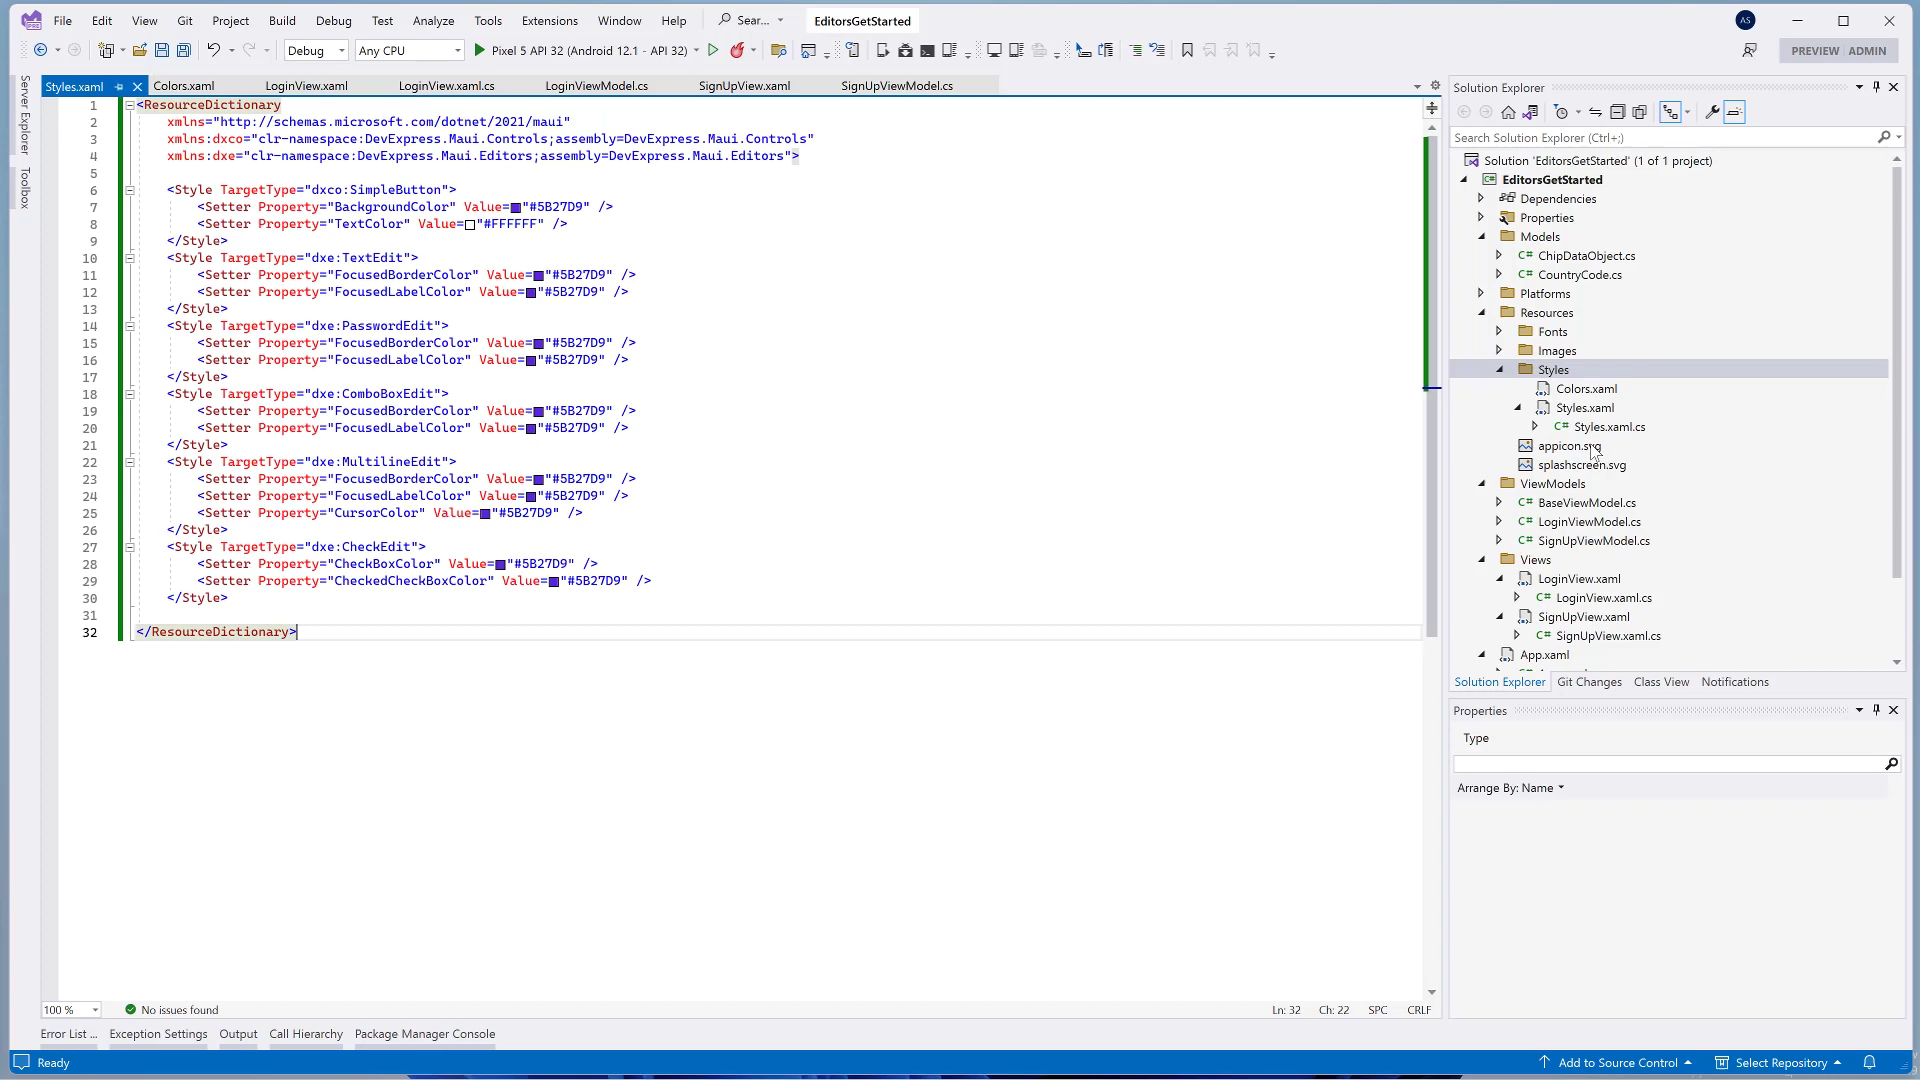 File Edit View Git Project Build Debug Test Analyze Tools Extensions Window Help Sear... EditorsGetStarted AS
Debug Any CPU Pixel 5 API 32 (Android 12.1 - API 32) PREVIEW ADMIN
Server Explorer
Toolbox
Styles.xaml Colors.xaml LoginView.xaml LoginView.xaml.cs LoginViewModel.cs SignUpView.xaml SignUpViewModel.cs
1 <ResourceDictionary
2 xmlns="http://schemas.microsoft.com/dotnet/2021/maui"
3 xmlns:dxco="clr-namespace:DevExpress.Maui.Controls;assembly=DevExpress.Maui.Controls"
4 xmlns:dxe="clr-namespace:DevExpress.Maui.Editors;assembly=DevExpress.Maui.Editors">
5
6 <Style TargetType="dxco:SimpleButton">
7 <Setter Property="BackgroundColor" Value="#5B27D9" />
8 <Setter Property="TextColor" Value="#FFFFFF" />
9 </Style>
10 <Style TargetType="dxe:TextEdit">
11 <Setter Property="FocusedBorderColor" Value="#5B27D9" />
12 <Setter Property="FocusedLabelColor" Value="#5B27D9" />
13 </Style>
14 <Style TargetType="dxe:PasswordEdit">
15 <Setter Property="FocusedBorderColor" Value="#5B27D9" />
16 <Setter Property="FocusedLabelColor" Value="#5B27D9" />
17 </Style>
18 <Style TargetType="dxe:ComboBoxEdit">
19 <Setter Property="FocusedBorderColor" Value="#5B27D9" />
20 <Setter Property="FocusedLabelColor" Value="#5B27D9" />
21 </Style>
22 <Style TargetType="dxe:MultilineEdit">
23 <Setter Property="FocusedBorderColor" Value="#5B27D9" />
24 <Setter Property="FocusedLabelColor" Value="#5B27D9" />
25 <Setter Property="CursorColor" Value="#5B27D9" />
26 </Style>
27 <Style TargetType="dxe:CheckEdit">
28 <Setter Property="CheckBoxColor" Value="#5B27D9" />
29 <Setter Property="CheckedCheckBoxColor" Value="#5B27D9" />
30 </Style>
31
32 </ResourceDictionary>
100 % No issues found Ln: 32 Ch: 22 SPC CRLF
Error List ... Exception Settings Output Call Hierarchy Package Manager Console
Solution Explorer
Search Solution Explorer (Ctrl+;)
Solution 'EditorsGetStarted' (1 of 1 project)
EditorsGetStarted
Dependencies
Properties
Models
C# ChipDataObject.cs
C# CountryCode.cs
Platforms
Resources
Fonts
Images
Styles
Colors.xaml
Styles.xaml
C# Styles.xaml.cs
appicon.svg
splashscreen.svg
ViewModels
C# BaseViewModel.cs
C# LoginViewModel.cs
C# SignUpViewModel.cs
Views
LoginView.xaml
C# LoginView.xaml.cs
SignUpView.xaml
C# SignUpView.xaml.cs
App.xaml
Solution Explorer Git Changes Class View Notifications
Properties
Type
Arrange By: Name
Ready Add to Source Control Select Repository